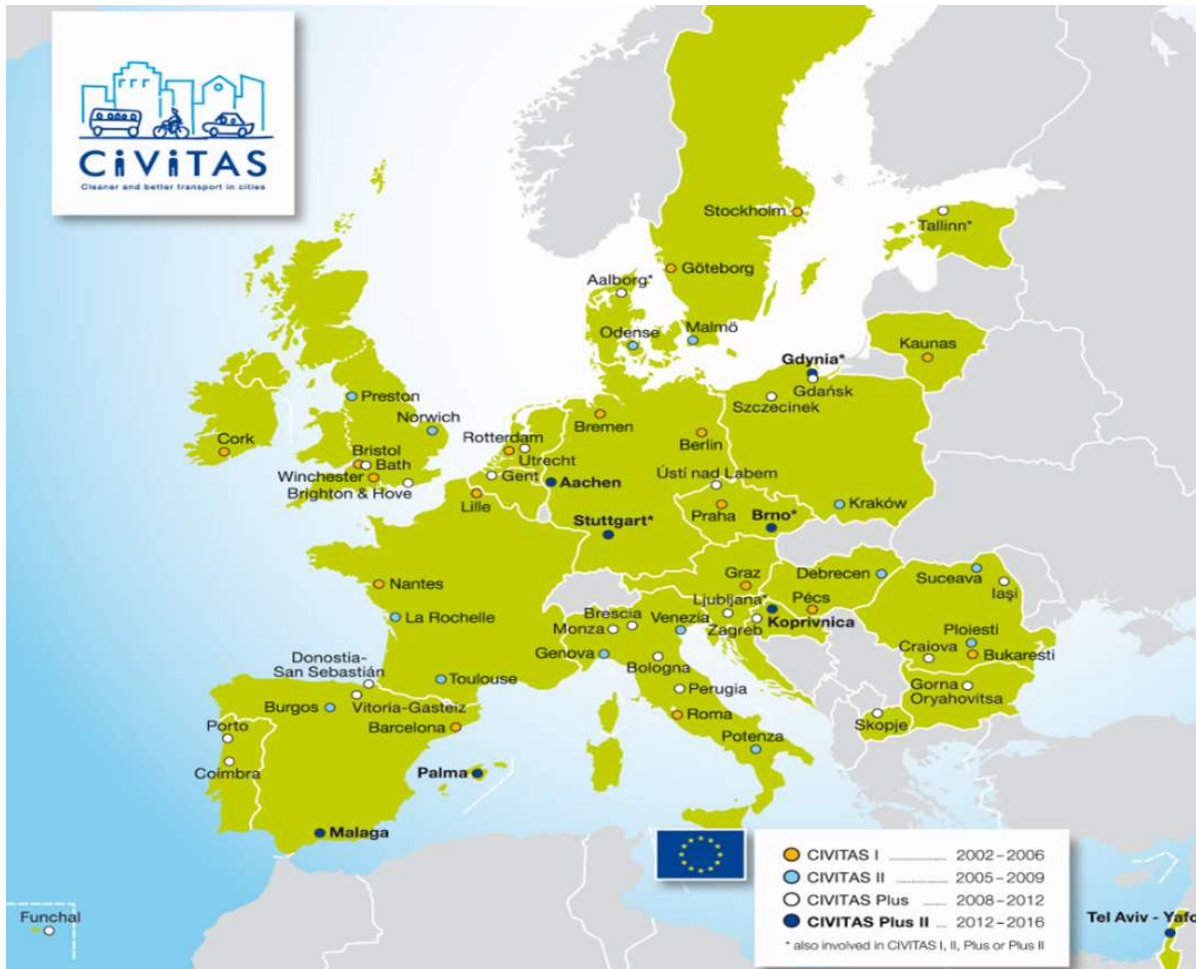 CiViTAS
Cleaner and better transport in cities
Stockholm
Tallinn*
Göteborg
Aalborg*
Odense
Malmö
Kaunas
Gdynia*
Gdańsk
Szczecinek
Preston
Norwich
Cork
Bristol
Bath
Winchester
Brighton & Hove
Rotterdam
Utrecht
Gent
Lille
Bremen
Berlin
Aachen
Ústí nad Labem
Praha
Brno*
Kraków
Stuttgart*
Nantes
La Rochelle
Graz
Debrecen
Suceava
Iaşi
Ljubljana*
Pécs
Koprivnica
Zagreb
Brescia
Monza
Venezia
Genova
Bologna
Ploiesti
Craiova
Bukaresti
Gorna
Oryahovitsa
Skopje
Donostia-
San Sebastián
Toulouse
Burgos
Vitoria-Gasteiz
Barcelona
Perugia
Roma
Potenza
Porto
Coimbra
Palma
Malaga
Funchal
Tel Aviv - Yafo
CIVITAS I ............ 2002–2006
CIVITAS II ............ 2005–2009
CIVITAS Plus ..... 2008–2012
CIVITAS Plus II ... 2012–2016
* also involved in CIVITAS I, II, Plus or Plus II